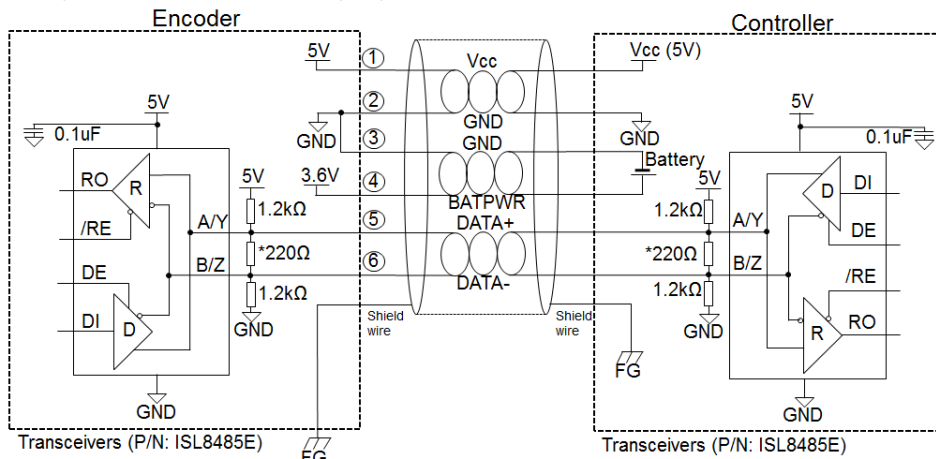 Encoder
Controller
5V
①
Vcc
Vcc (5V)
5V
0.1uF
②
GND
GND
GND
5V
0.1uF
③
GND
Battery
RO
R
5V
3.6V
④
BATPWR
5V
D
DI
/RE
A/Y
1.2kΩ
⑤
DATA+
1.2kΩ
A/Y
DE
DE
*220Ω
*220Ω
B/Z
⑥
DATA-
B/Z
/RE
DI
D
1.2kΩ
1.2kΩ
R
RO
GND
Shield
wire
Shield
wire
GND
FG
GND
GND
Transceivers (P/N: ISL8485E)
FG
Transceivers (P/N: ISL8485E)